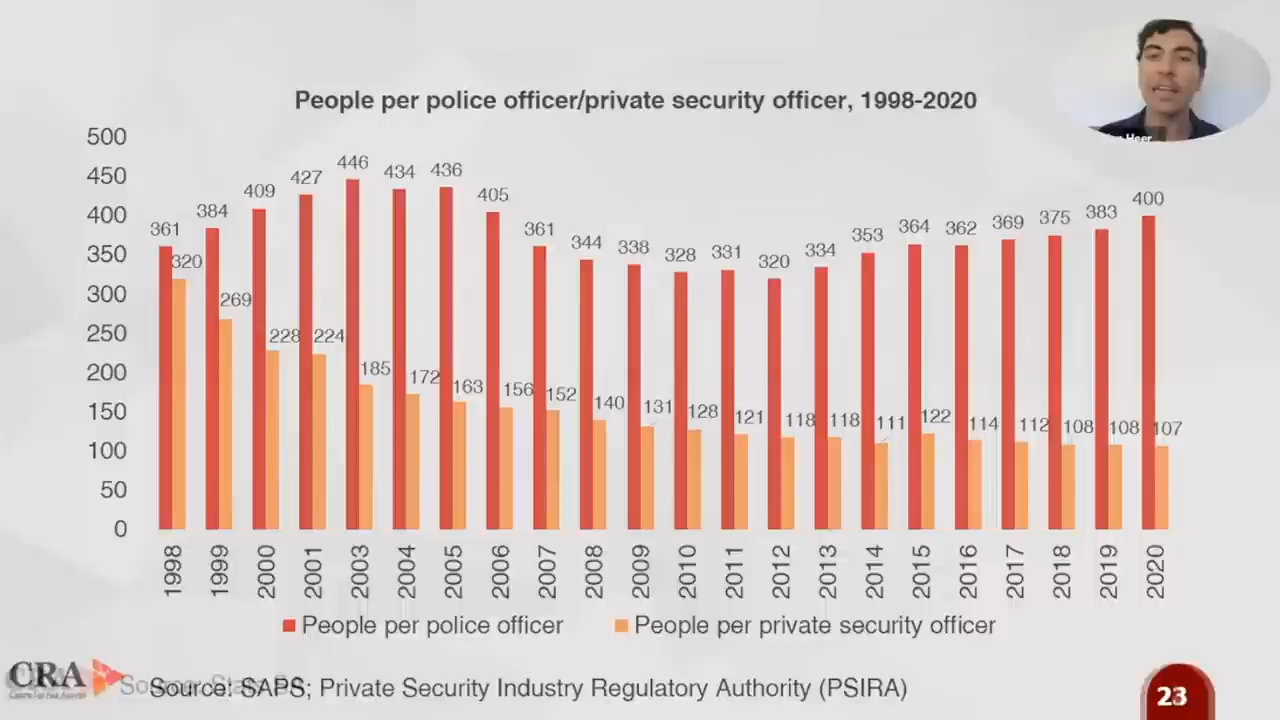 People per police officer/private security officer, 1998-2020
500
450
400
350
300
250
200
150
100
50
0
361 384 409 427 446 434 436 405 361 344 338 328 331 320 334 353 364 362 369 375 383 400
320 269 228 224 185 172 163 156 152 140 131 128 121 118 118 111 122 114 112 108 108 107
1998 1999 2000 2001 2003 2004 2005 2006 2007 2008 2009 2010 2011 2012 2013 2014 2015 2016 2017 2018 2019 2020
People per police officer People per private security officer
CRA
Source: SAPS; Private Security Industry Regulatory Authority (PSIRA)
23